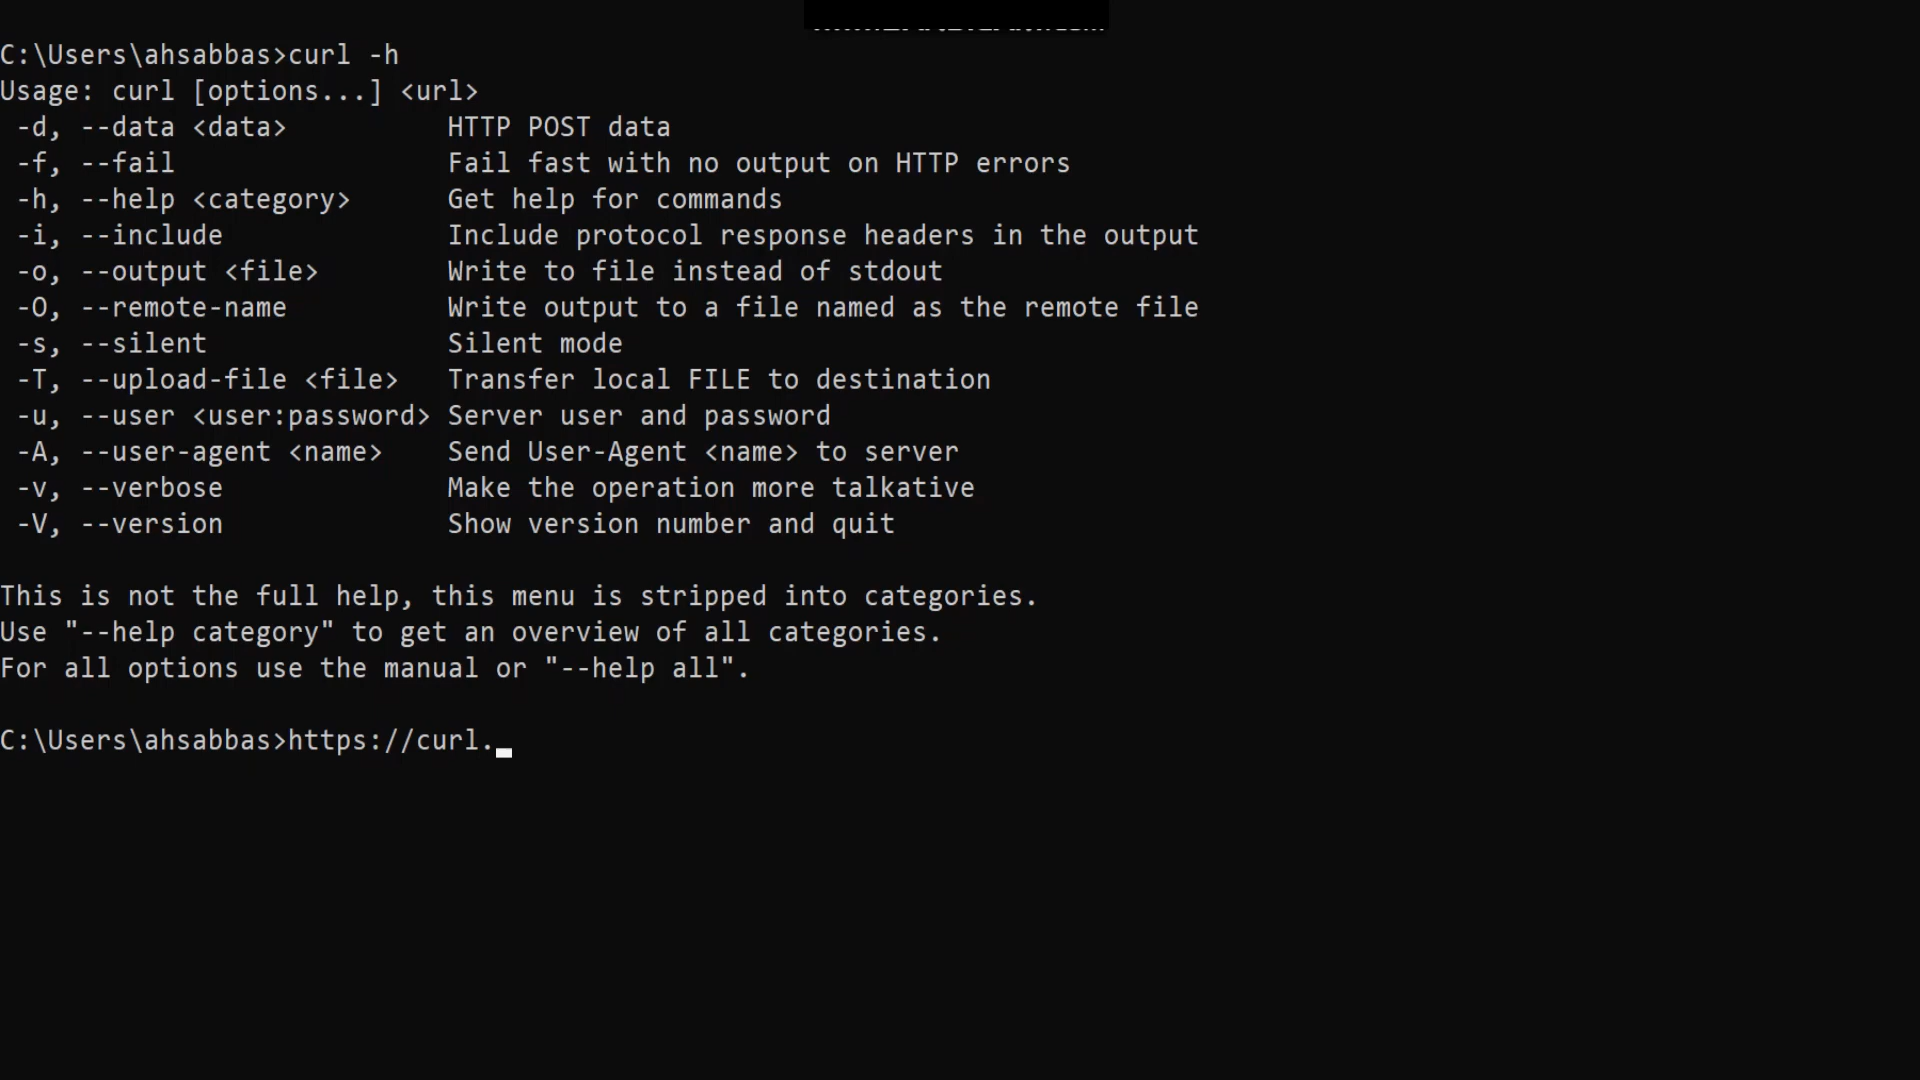 C:\Users\ahsabbas>curl -h
Usage: curl [options...] <url>
 -d, --data <data>          HTTP POST data
 -f, --fail                 Fail fast with no output on HTTP errors
 -h, --help <category>      Get help for commands
 -i, --include              Include protocol response headers in the output
 -o, --output <file>        Write to file instead of stdout
 -O, --remote-name          Write output to a file named as the remote file
 -s, --silent               Silent mode
 -T, --upload-file <file>   Transfer local FILE to destination
 -u, --user <user:password> Server user and password
 -A, --user-agent <name>    Send User-Agent <name> to server
 -v, --verbose              Make the operation more talkative
 -V, --version              Show version number and quit
This is not the full help, this menu is stripped into categories.
Use "--help category" to get an overview of all categories.
For all options use the manual or "--help all".
C:\Users\ahsabbas>https://curl.